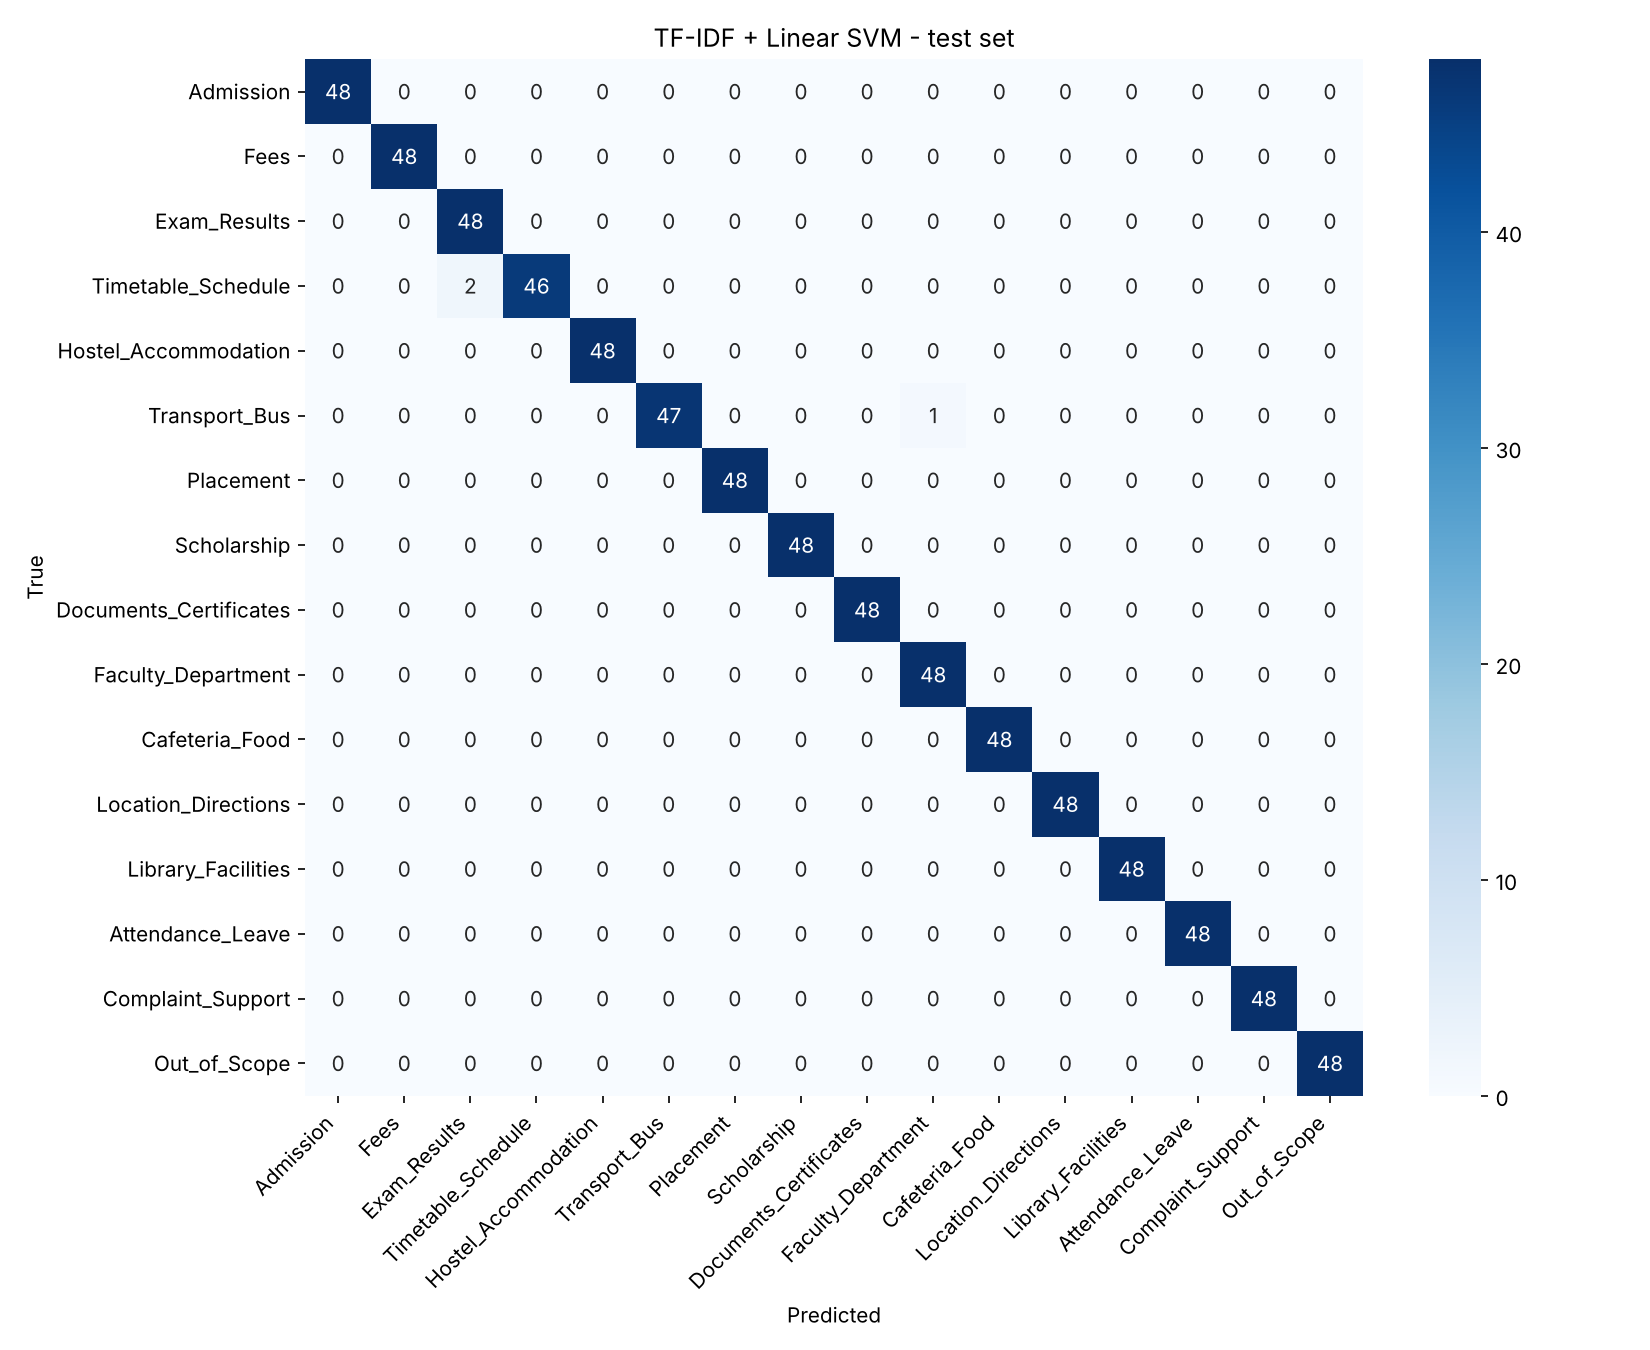 TF-IDF + Linear SVM - test set
Admission 48 0 0 0 0 0 0 0 0 0 0 0 0 0 0 0
Fees 0 48 0 0 0 0 0 0 0 0 0 0 0 0 0 0
Exam_Results 0 0 48 0 0 0 0 0 0 0 0 0 0 0 0 0
Timetable_Schedule 0 0 2 46 0 0 0 0 0 0 0 0 0 0 0 0
Hostel_Accommodation 0 0 0 0 48 0 0 0 0 0 0 0 0 0 0 0
Transport_Bus 0 0 0 0 0 47 0 0 0 1 0 0 0 0 0 0
Placement 0 0 0 0 0 0 48 0 0 0 0 0 0 0 0 0
Scholarship 0 0 0 0 0 0 0 48 0 0 0 0 0 0 0 0
Documents_Certificates 0 0 0 0 0 0 0 0 48 0 0 0 0 0 0 0
Faculty_Department 0 0 0 0 0 0 0 0 0 48 0 0 0 0 0 0
Cafeteria_Food 0 0 0 0 0 0 0 0 0 0 48 0 0 0 0 0
Location_Directions 0 0 0 0 0 0 0 0 0 0 0 48 0 0 0 0
Library_Facilities 0 0 0 0 0 0 0 0 0 0 0 0 48 0 0 0
Attendance_Leave 0 0 0 0 0 0 0 0 0 0 0 0 0 48 0 0
Complaint_Support 0 0 0 0 0 0 0 0 0 0 0 0 0 0 48 0
Out_of_Scope 0 0 0 0 0 0 0 0 0 0 0 0 0 0 0 48
True
Admission
Fees
Exam_Results
Timetable_Schedule
Hostel_Accommodation
Transport_Bus
Placement
Scholarship
Documents_Certificates
Faculty_Department
Cafeteria_Food
Location_Directions
Library_Facilities
Attendance_Leave
Complaint_Support
Out_of_Scope
Predicted
40
30
20
10
0